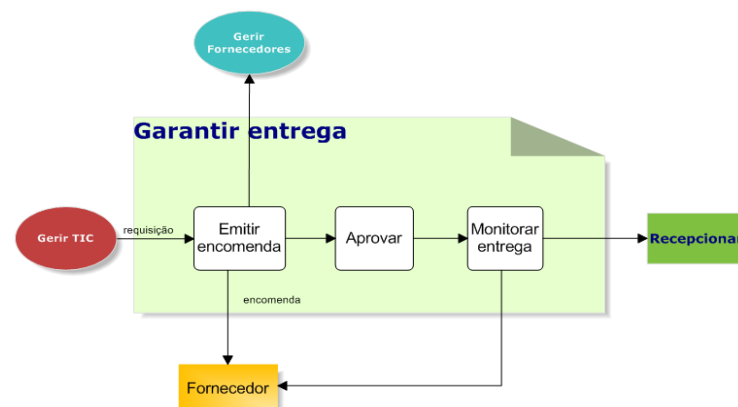 Gerir
Fornecedores
Garantir entrega
Gerir TIC
requisição
Emitir
encomenda
Aprovar
Monitorar
entrega
Recepcionar
encomenda
Fornecedor